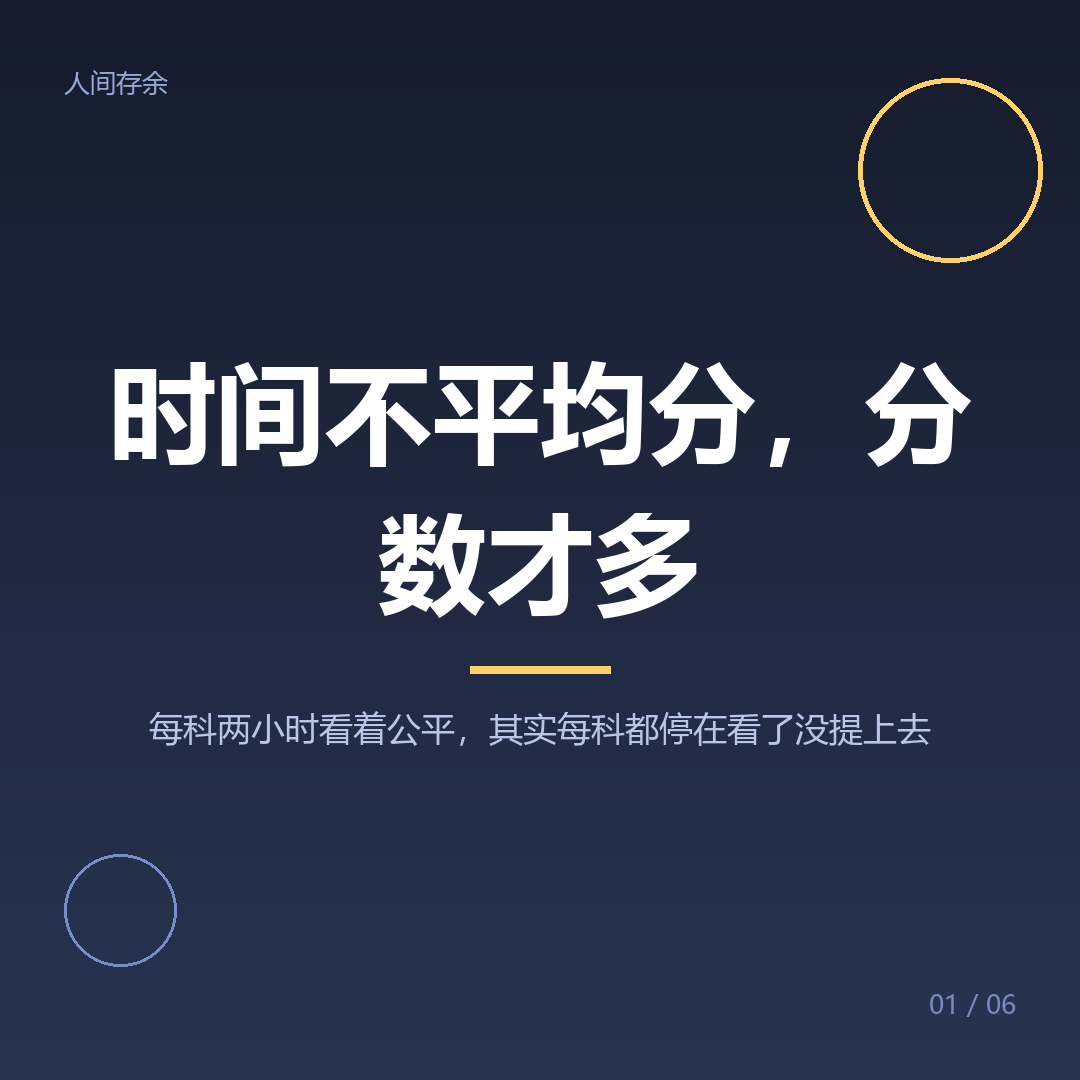 人间存余
时间不平均分，分
数才多
每科两小时看着公平，其实每科都停在看了没提上去
01 / 06